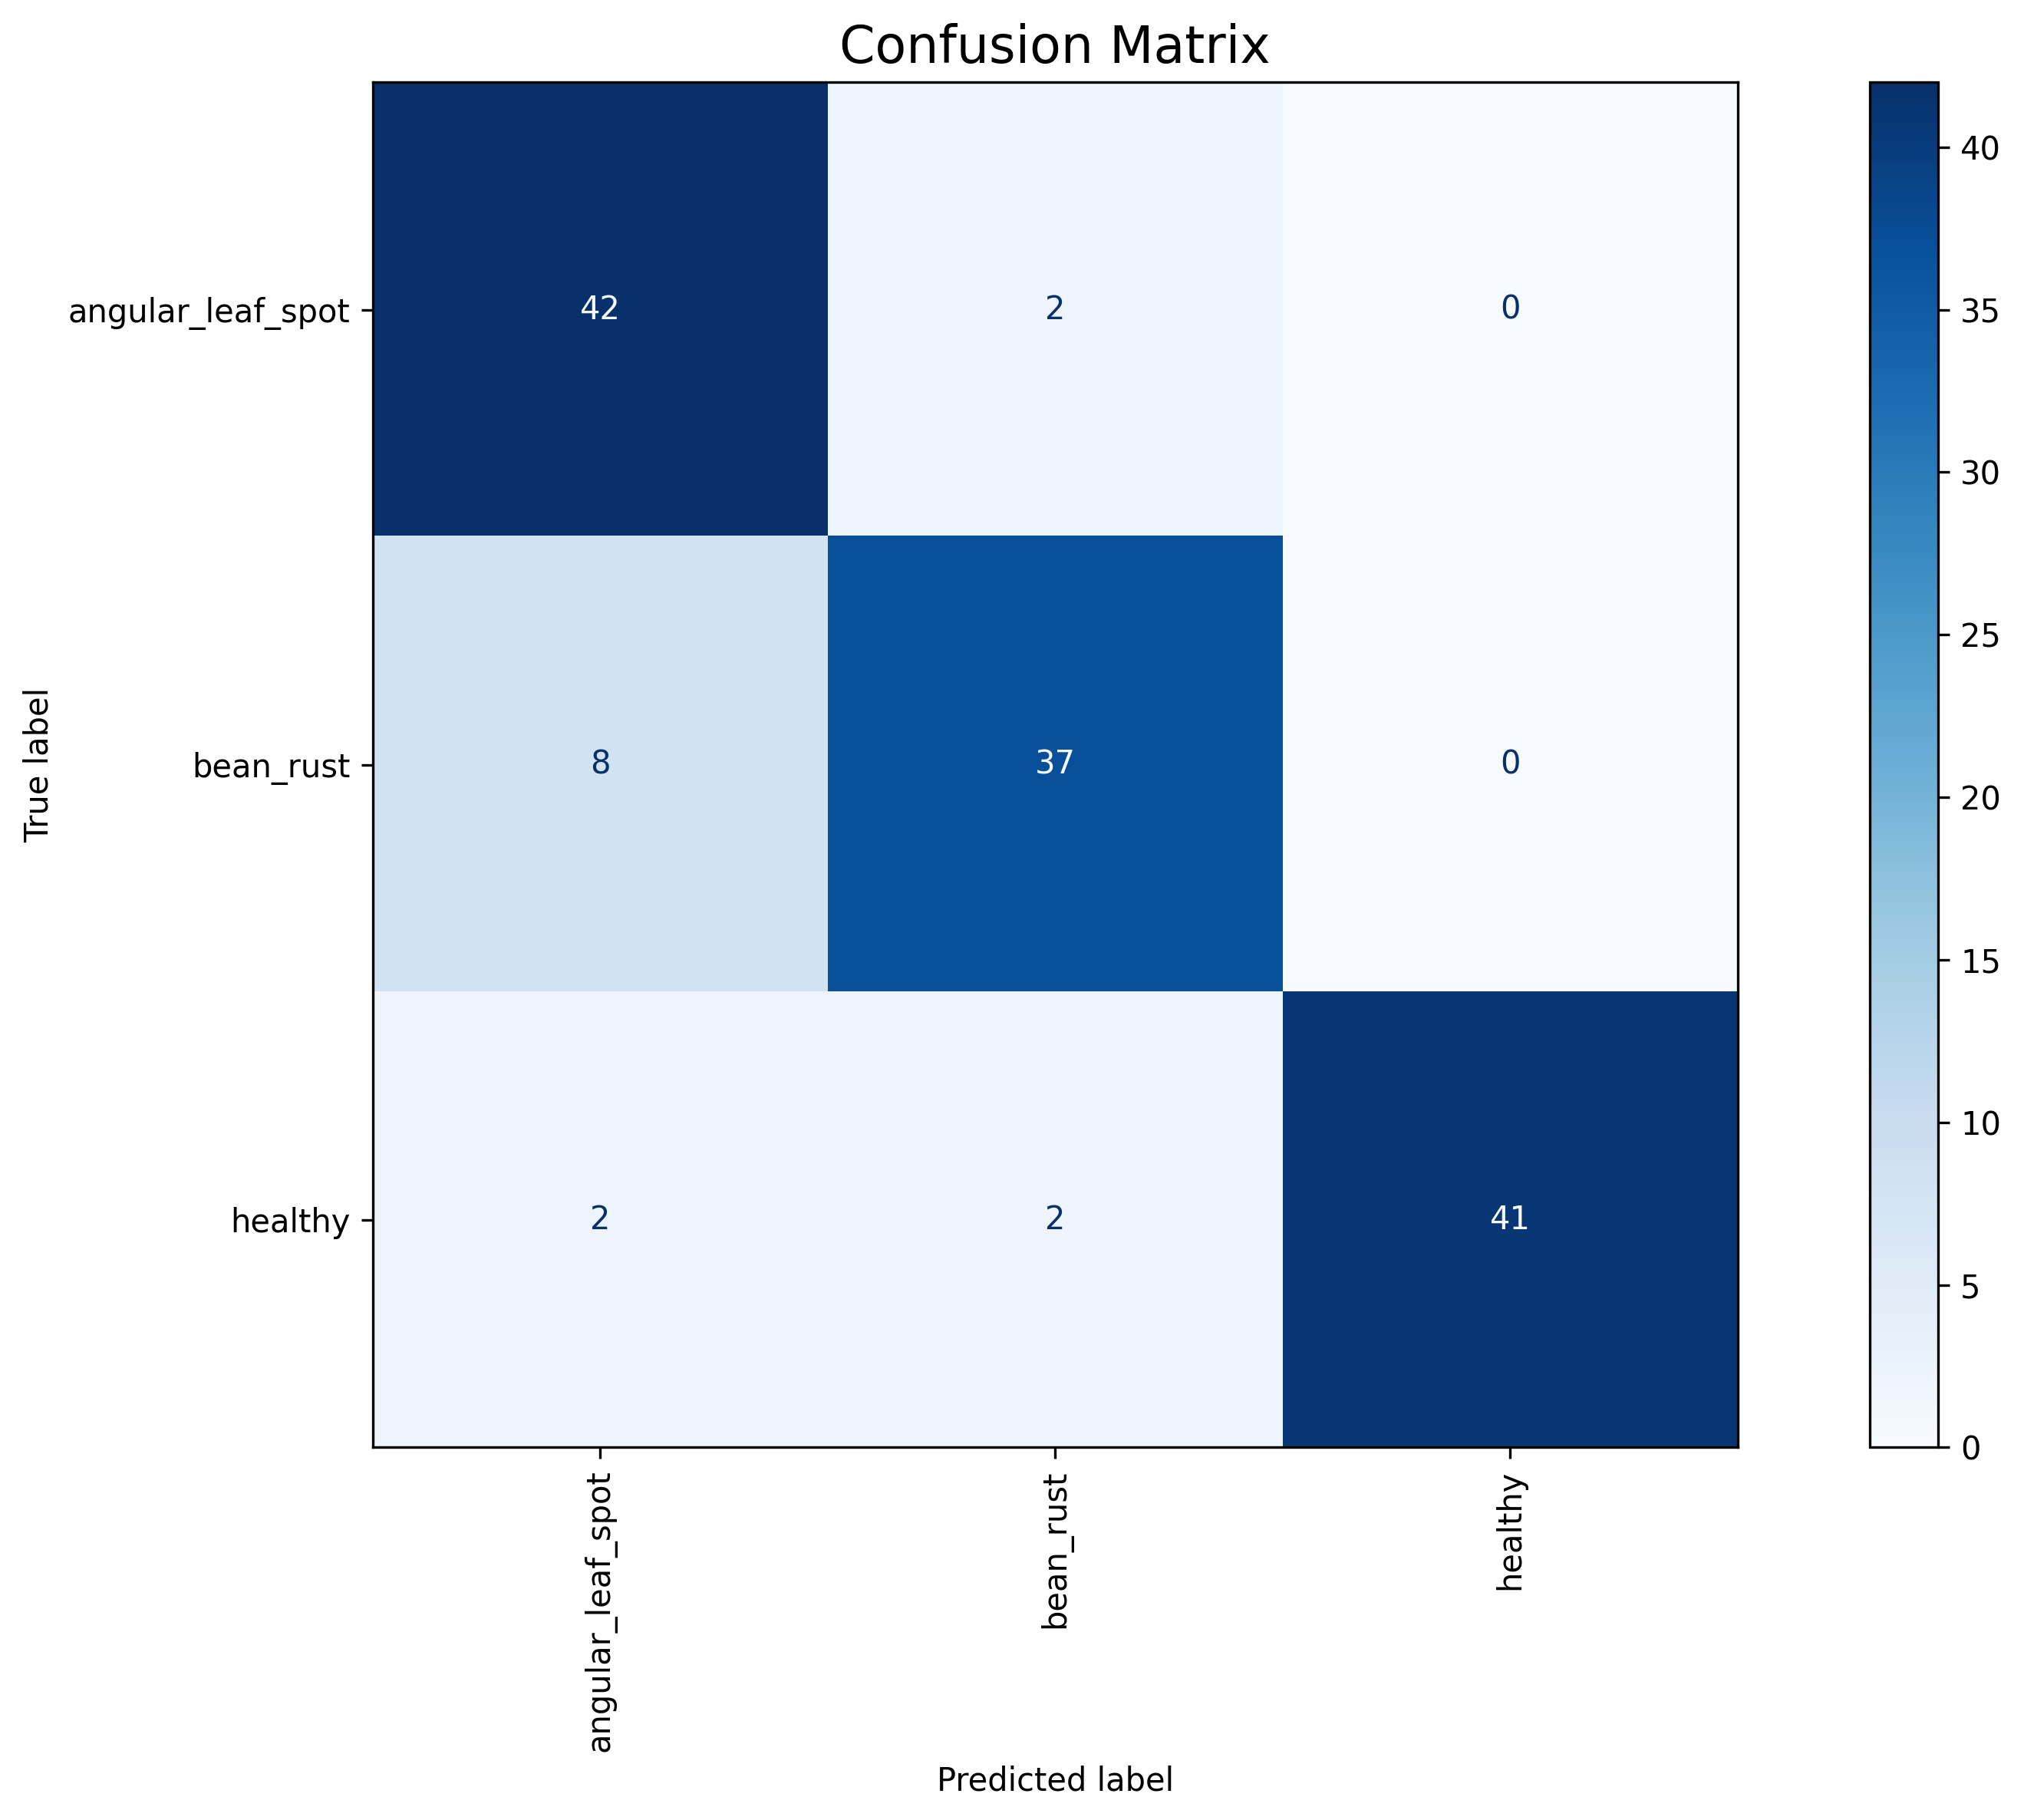 Confusion Matrix
True label
angular_leaf_spot
42
2
0
bean_rust
8
37
0
healthy
2
2
41
angular_leaf_spot
bean_rust
healthy
Predicted label
40
35
30
25
20
15
10
5
0